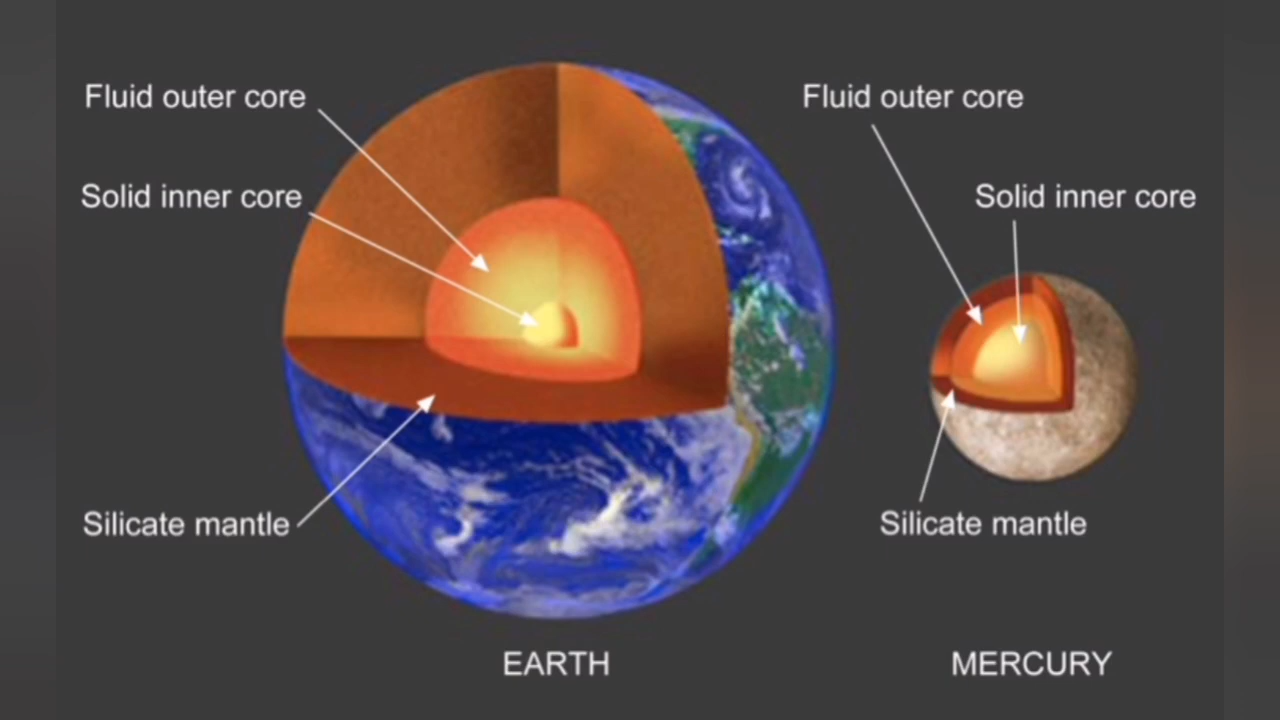 Fluid outer core
Solid inner core
Silicate mantle
EARTH
Fluid outer core
Solid inner core
Silicate mantle
MERCURY